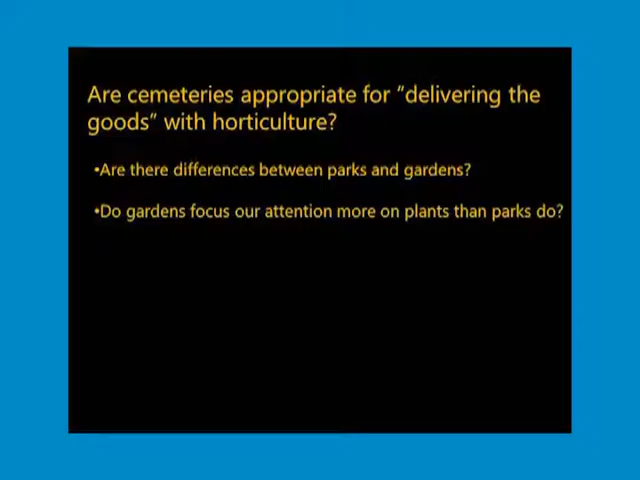 Are cemeteries appropriate for “delivering the
goods” with horticulture?
•Are there differences between parks and gardens?
•Do gardens focus our attention more on plants than parks do?